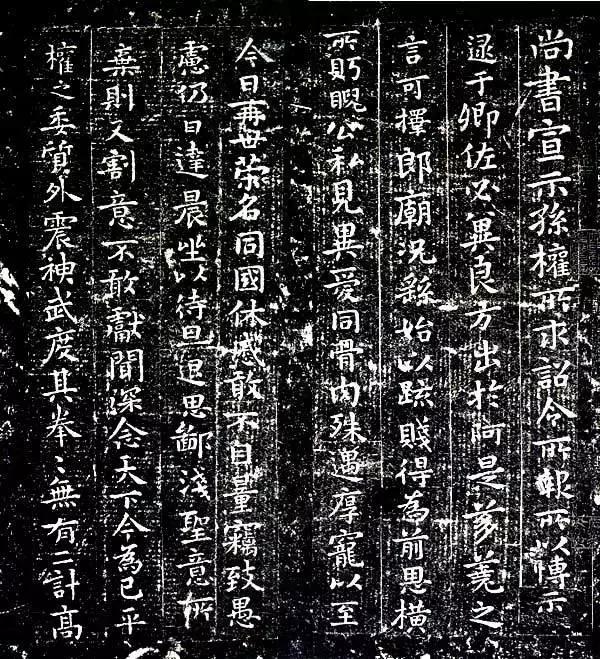 尚書宣示孫權所求詔令所報所以博示
逮于卿佐必冀良方出於阿是芻蕘之
言可擇郎廟況繇始以疏賤得為前恩橫
所貺睨公私見異愛同骨肉殊遇厚寵以至
今日再世榮名同國休慼敢不自量竊致愚
慮仍日達晨坐以待旦退思鄙淺聖意所
棄則又割意不敢獻聞深念天下今為已平
權之委質外震神武度其拳〻無有二計高